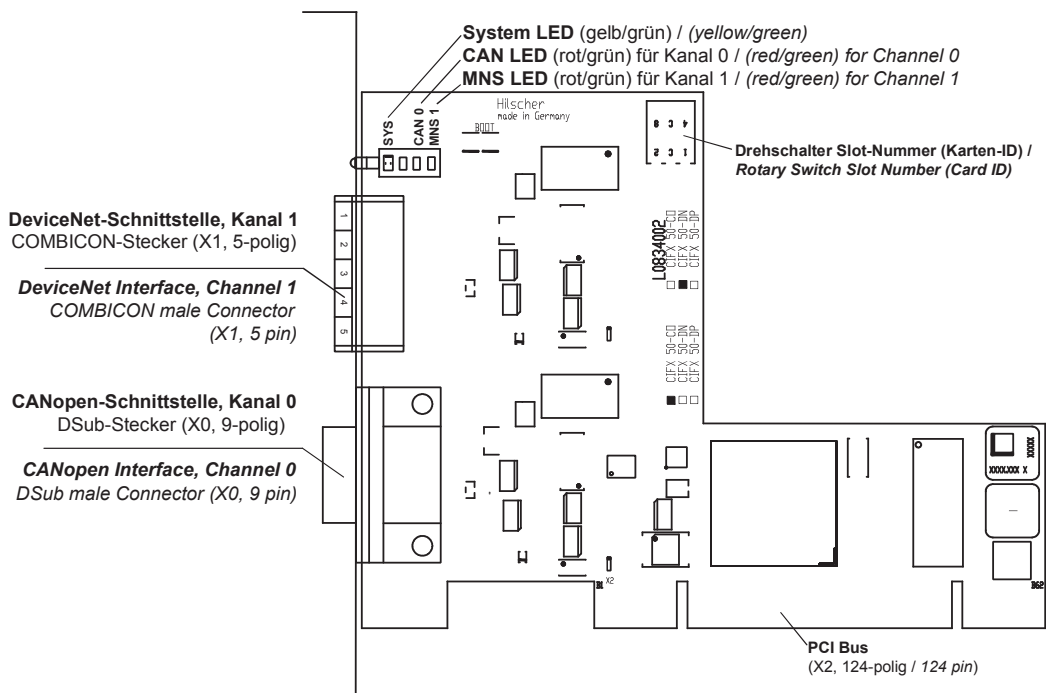 System LED (gelb/grün) / (yellow/green)
CAN LED (rot/grün) für Kanal 0 / (red/green) for Channel 0
MNS LED (rot/grün) für Kanal 1 / (red/green) for Channel 1
SYS
CAN 0
MNS 1
Hilscher
made in Germany
BOOT
Drehschalter Slot-Nummer (Karten-ID) /
Rotary Switch Slot Number (Card ID)
DeviceNet-Schnittstelle, Kanal 1
COMBICON-Stecker (X1, 5-polig)
DeviceNet Interface, Channel 1
COMBICON male Connector
(X1, 5 pin)
1
2
3
4
5
L0834002
CIFX 50-CO
CIFX 50-DN
CIFX 50-DP
CIFX 50-CO
CIFX 50-DN
CIFX 50-DP
CANopen-Schnittstelle, Kanal 0
DSub-Stecker (X0, 9-polig)
CANopen Interface, Channel 0
DSub male Connector (X0, 9 pin)
XXXX
XXXX.XXX X
B1
X2
B62
PCI Bus
(X2, 124-polig / 124 pin)